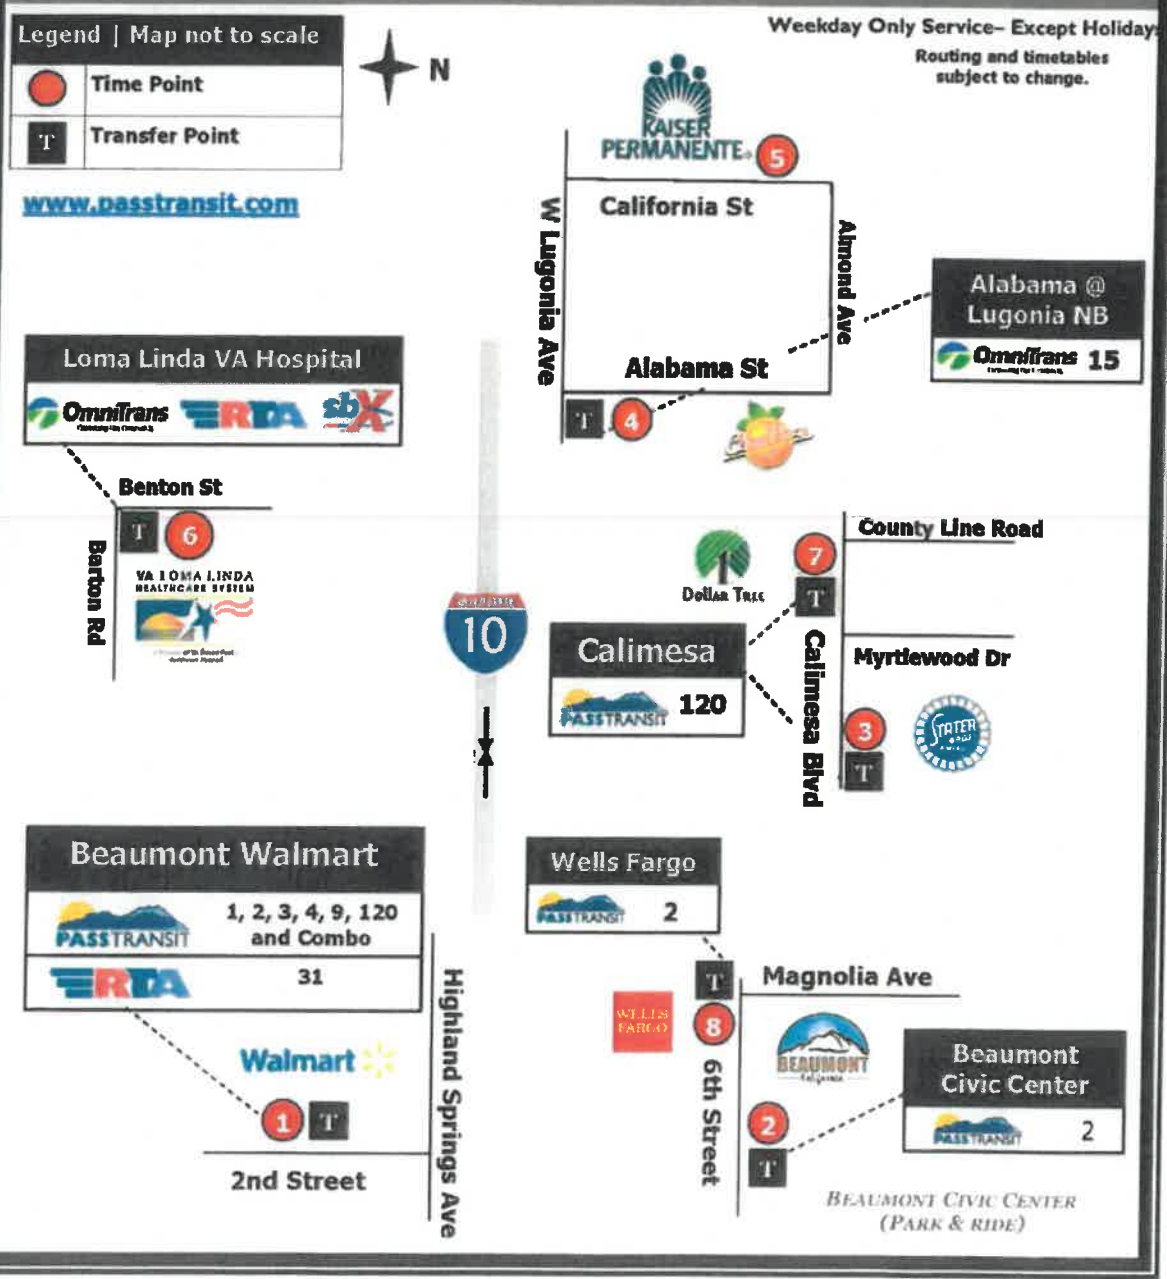 Legend | Map not to scale
Time Point
T
Transfer Point
www.passtransit.com
N
Weekday Only Service– Except Holiday
Routing and timetables
subject to change.
KAISER
PERMANENTE®
5
California St
W Lugonia Ave
Almond Ave
Alabama St
T
4
Alabama @
Lugonia NB
OmniTrans 15
Loma Linda VA Hospital
OmniTrans RTA sbX
Benton St
T
6
Barton Rd
VA LOMA LINDA
HEALTHCARE SYSTEM
10
County Line Road
7
T
Dollar Tree
Calimesa
PASSTRANSIT 120
Calimesa Blvd
Myrtlewood Dr
3
T
STATER
Beaumont Walmart
PASSTRANSIT
1, 2, 3, 4, 9, 120
and Combo
RTA 31
Walmart
1
T
2nd Street
Highland Springs Ave
Wells Fargo
PASSTRANSIT 2
T
Magnolia Ave
WELLS
FARGO
8
6th Street
BEAUMONT
California
2
T
Beaumont
Civic Center
PASSTRANSIT 2
BEAUMONT CIVIC CENTER
(PARK & RIDE)